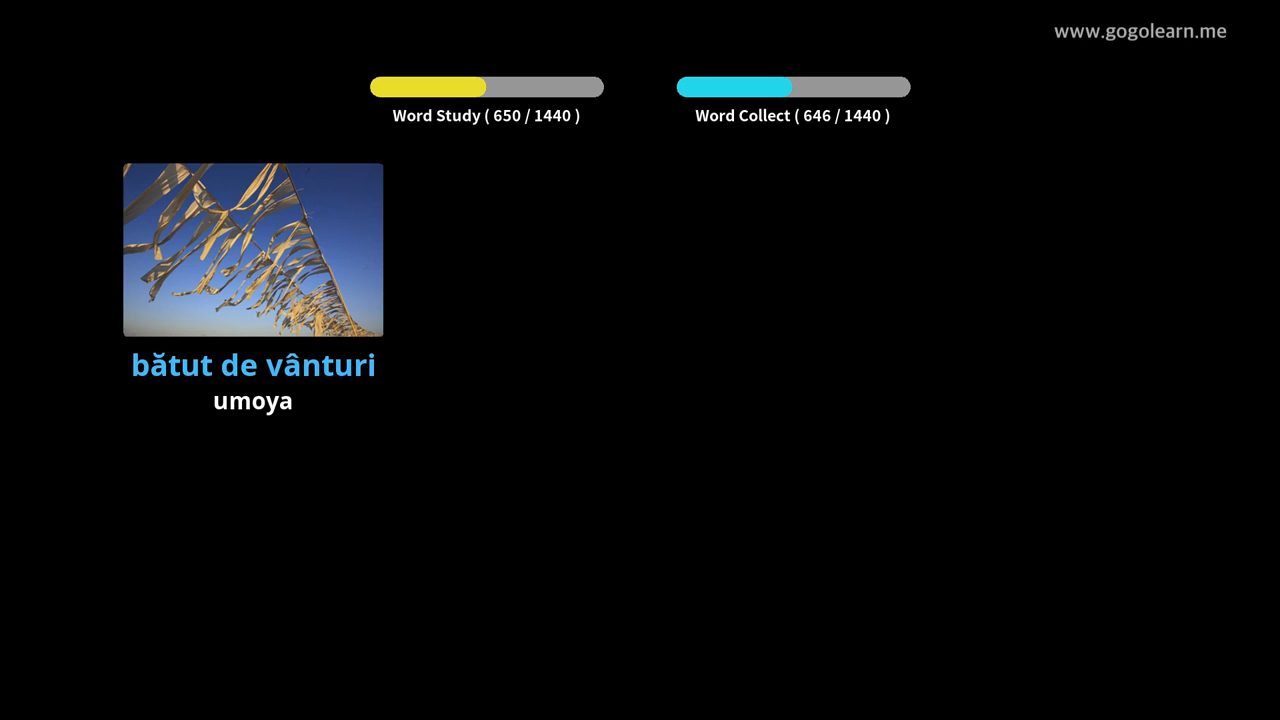 www.gogolearn.me
Word Study ( 650 / 1440 )
Word Collect ( 646 / 1440 )
bătut de vânturi
umoya